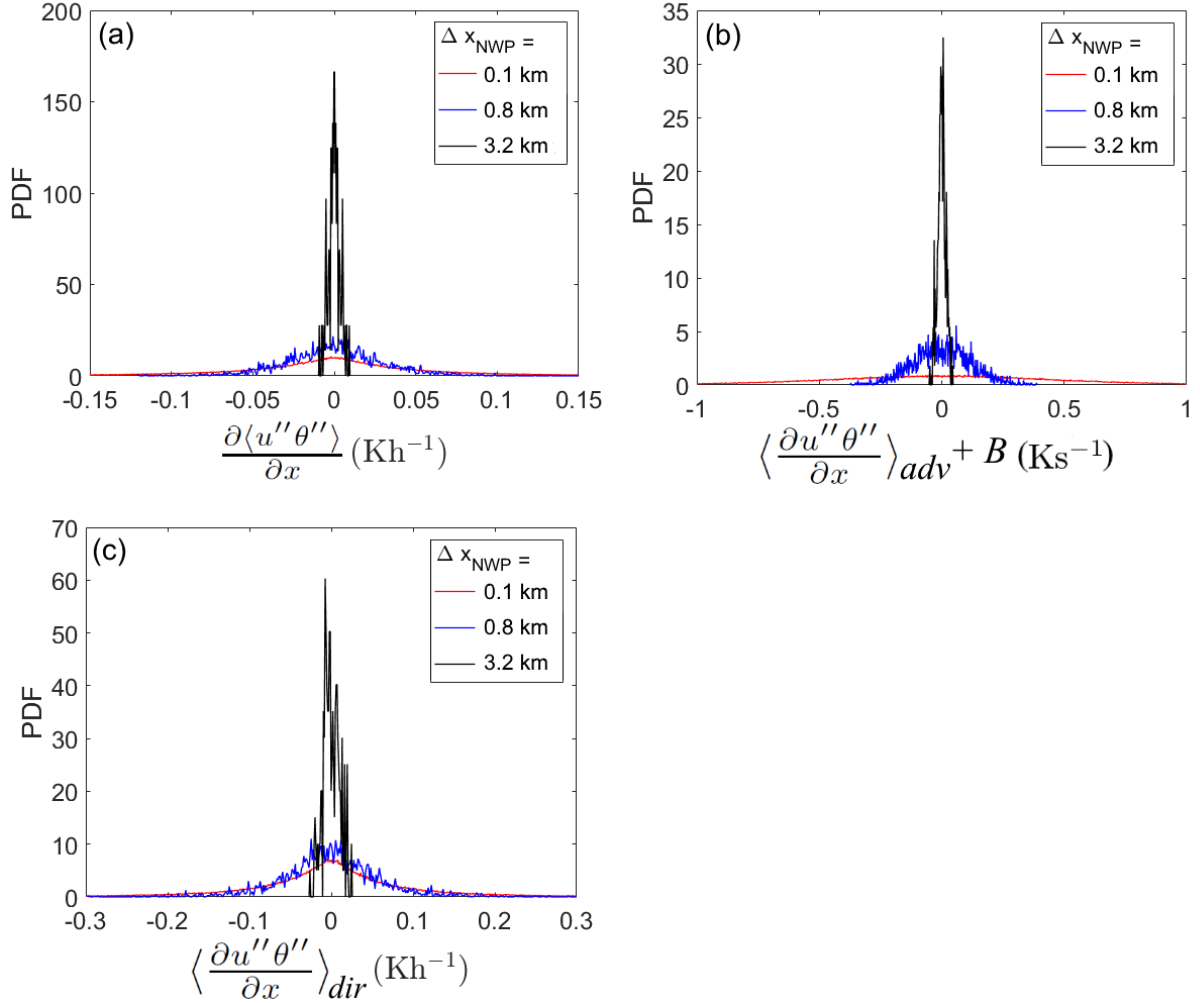 (a)
Δ x_NWP =
0.1 km
0.8 km
3.2 km
PDF
200
150
100
50
0
-0.15 -0.1 -0.05 0 0.05 0.1 0.15
∂⟨u′′θ′′⟩/∂x (Kh⁻¹)
(b)
Δ x_NWP =
0.1 km
0.8 km
3.2 km
PDF
35
30
25
20
15
10
5
0
-1 -0.5 0 0.5 1
⟨∂u′′θ′′/∂x⟩_adv + B (Ks⁻¹)
(c)
Δ x_NWP =
0.1 km
0.8 km
3.2 km
PDF
70
60
50
40
30
20
10
0
-0.3 -0.2 -0.1 0 0.1 0.2 0.3
⟨∂u′′θ′′/∂x⟩_dir (Kh⁻¹)